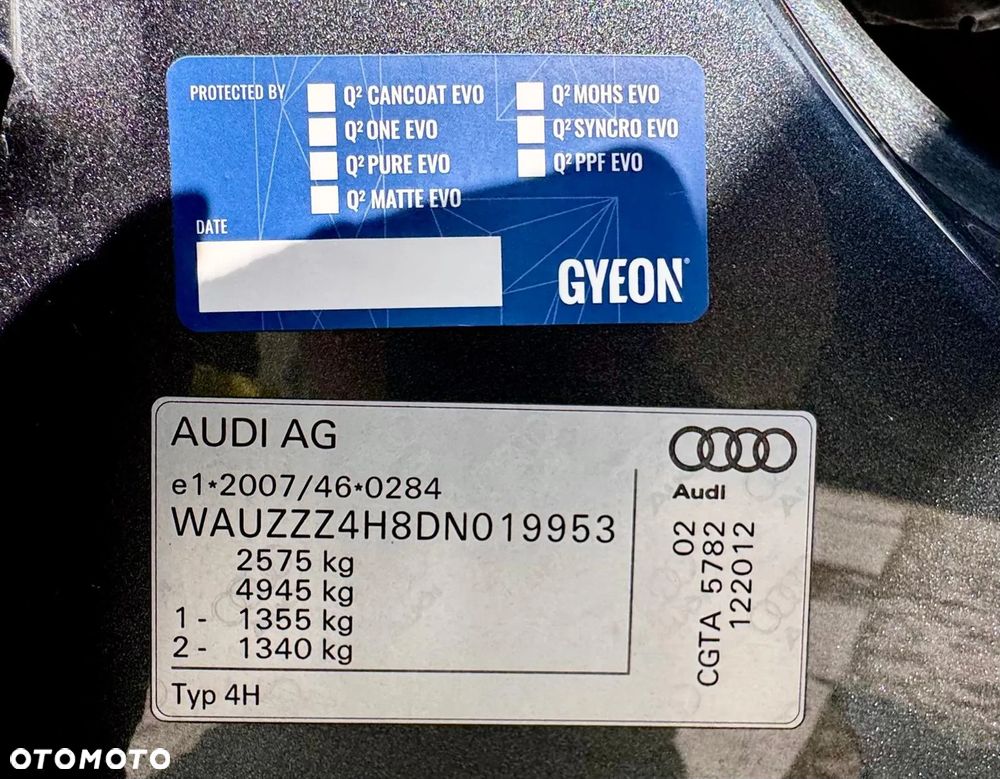 PROTECTED BY
Q² CANCOAT EVO
Q² ONE EVO
Q² PURE EVO
Q² MATTE EVO
Q² MOHS EVO
Q² SYNCRO EVO
Q² PPF EVO
DATE
GYEON®
AUDI AG
e1*2007/46*0284
WAUZZZ4H8DN019953
2575 kg
4945 kg
1- 1355 kg
2- 1340 kg
Typ 4H
Audi
02
CGTA 5782
122012
OTOMOTO